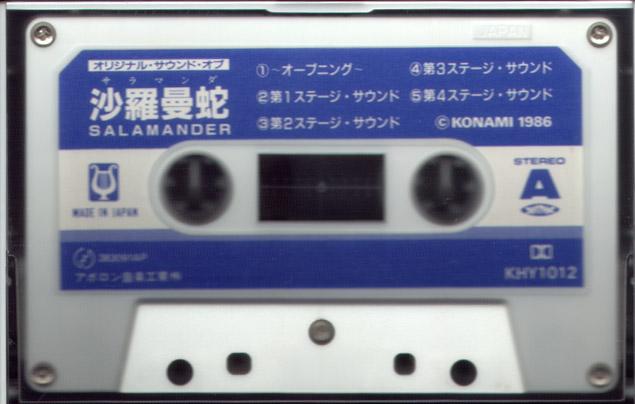 JAPAN
オリジナル・サウンド・オブ
サラマンダ
沙羅曼蛇
SALAMANDER
①~オープニング~
②第1ステージ・サウンド
③第2ステージ・サウンド
④第3ステージ・サウンド
⑤第4ステージ・サウンド
©KONAMI 1986
MADE IN JAPAN
STEREO
A
アポロン音楽工業㈱
KHY1012